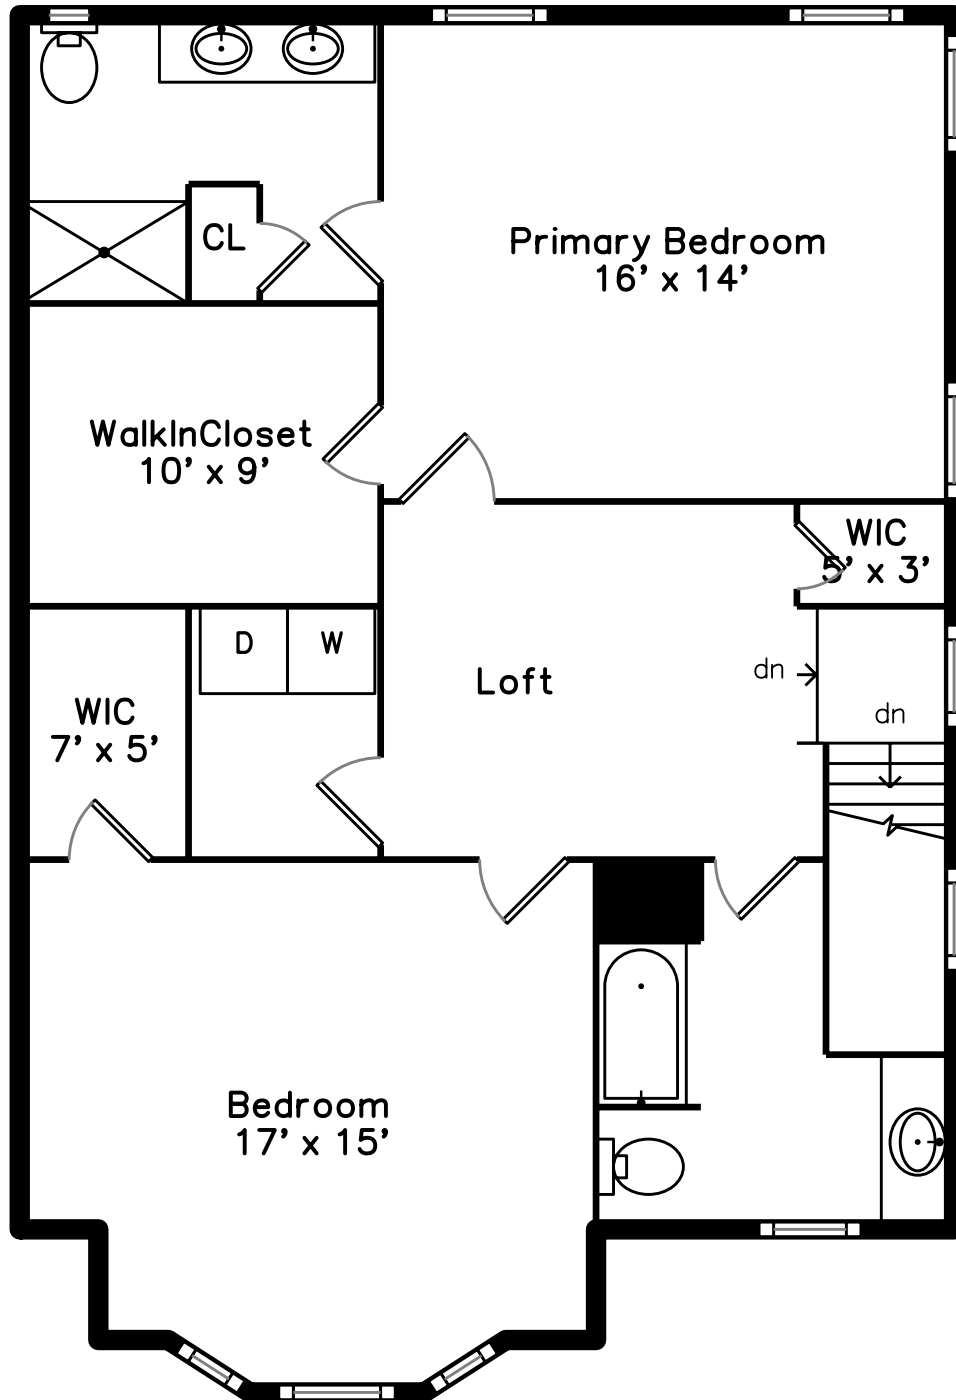 CL
Primary Bedroom
16' x 14'
WalkInCloset
10' x 9'
WIC
5' x 3'
D
W
Loft
dn
dn
WIC
7' x 5'
Bedroom
17' x 15'